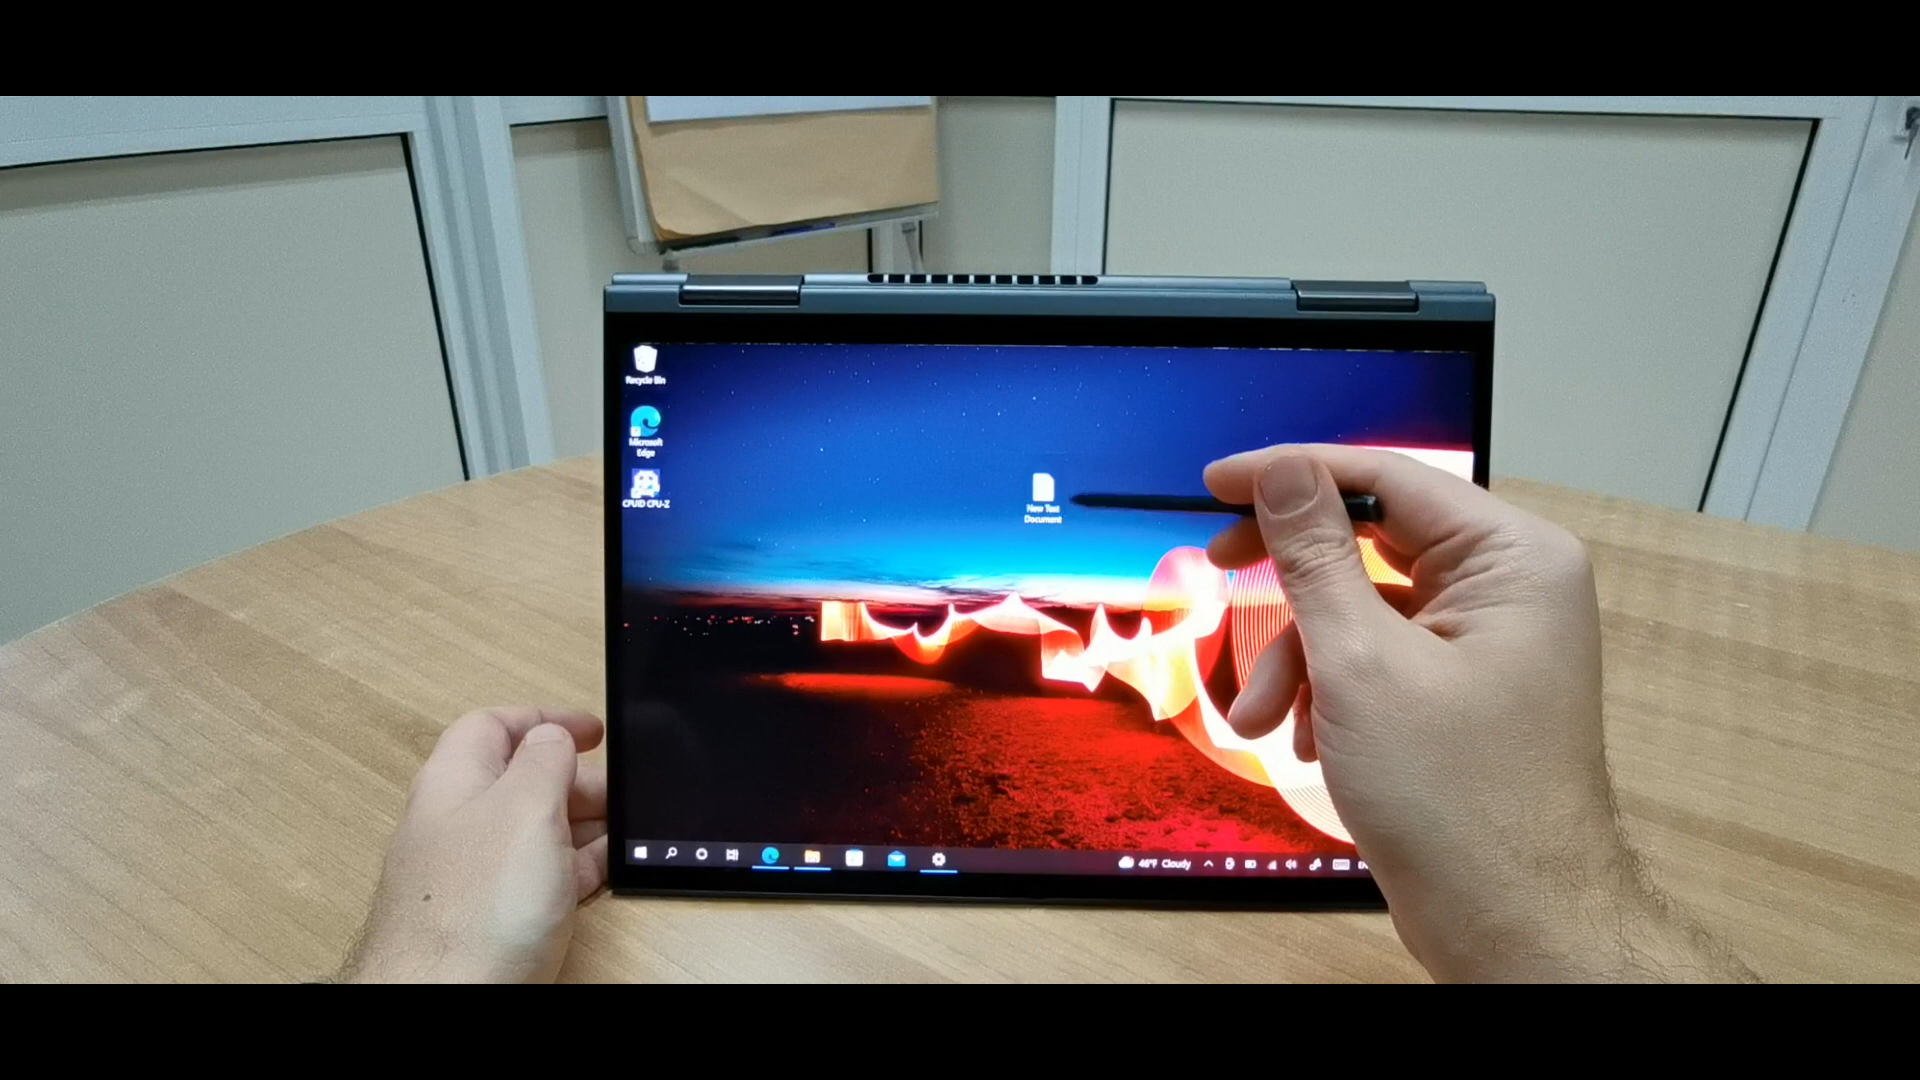 Recycle Bin
Microsoft
Edge
CPUID CPU-Z
New Text
Document
46°F Cloudy